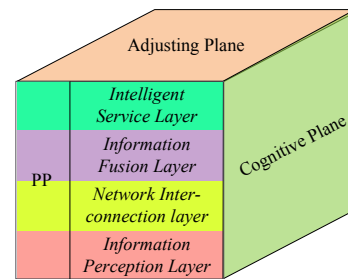 Adjusting Plane
Intelligent
Service Layer
Information
Fusion Layer
PP
Network Inter-
connection layer
Information
Perception Layer
Cognitive Plane